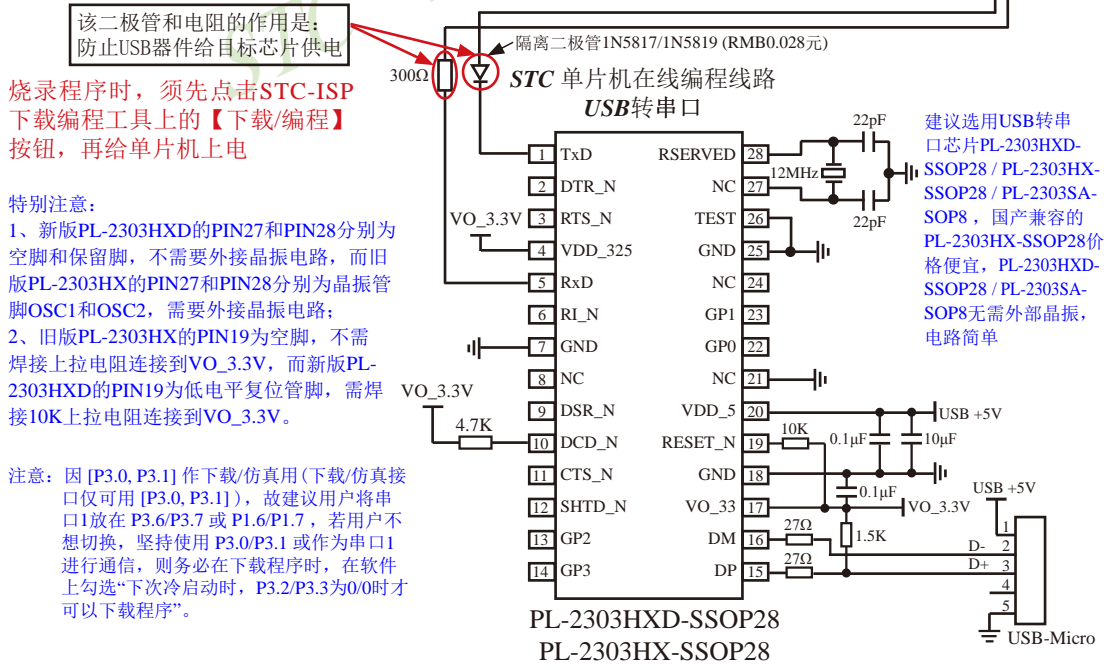 该二极管和电阻的作用是:
防止USB器件给目标芯片供电
STC
隔离二极管1N5817/1N5819 (RMB0.028元)
300Ω
STC 单片机在线编程线路
USB转串口
烧录程序时，须先点击STC-ISP
下载编程工具上的【下载/编程】
按钮，再给单片机上电
特别注意：
1、新版PL-2303HXD的PIN27和PIN28分别为
空脚和保留脚，不需要外接晶振电路，而旧
版PL-2303HX的PIN27和PIN28分别为晶振管
脚OSC1和OSC2，需要外接晶振电路；
2、旧版PL-2303HX的PIN19为空脚，不需
焊接上拉电阻连接到VO_3.3V，而新版PL-
2303HXD的PIN19为低电平复位管脚，需焊
接10K上拉电阻连接到VO_3.3V。
注意：因 [P3.0, P3.1] 作下载/仿真用(下载/仿真接
口仅可用 [P3.0, P3.1] )，故建议用户将串
口1放在 P3.6/P3.7 或 P1.6/P1.7 ，若用户不
想切换，坚持使用 P3.0/P3.1 或作为串口1
进行通信，则务必在下载程序时，在软件
上勾选“下次冷启动时，P3.2/P3.3为0/0时才
可以下载程序”。
VO_3.3V
VO_3.3V
4.7K
1 TxD
2 DTR_N
3 RTS_N
4 VDD_325
5 RxD
6 RI_N
7 GND
8 NC
9 DSR_N
10 DCD_N
11 CTS_N
12 SHTD_N
13 GP2
14 GP3
RSERVED 28
NC 27
TEST 26
GND 25
NC 24
GP1 23
GP0 22
NC 21
VDD_5 20
RESET_N 19
GND 18
VO_33 17
DM 16
DP 15
22pF
12MHz
22pF
建议选用USB转串
口芯片PL-2303HXD-
SSOP28 / PL-2303HX-
SSOP28 / PL-2303SA-
SOP8 ，国产兼容的
PL-2303HX-SSOP28价
格便宜，PL-2303HXD-
SSOP28 / PL-2303SA-
SOP8无需外部晶振，
电路简单
USB +5V
10K
0.1μF
10μF
0.1μF
VO_3.3V
USB +5V
27Ω
1.5K
27Ω
D-
D+
1
2
3
4
5
USB-Micro
PL-2303HXD-SSOP28
PL-2303HX-SSOP28